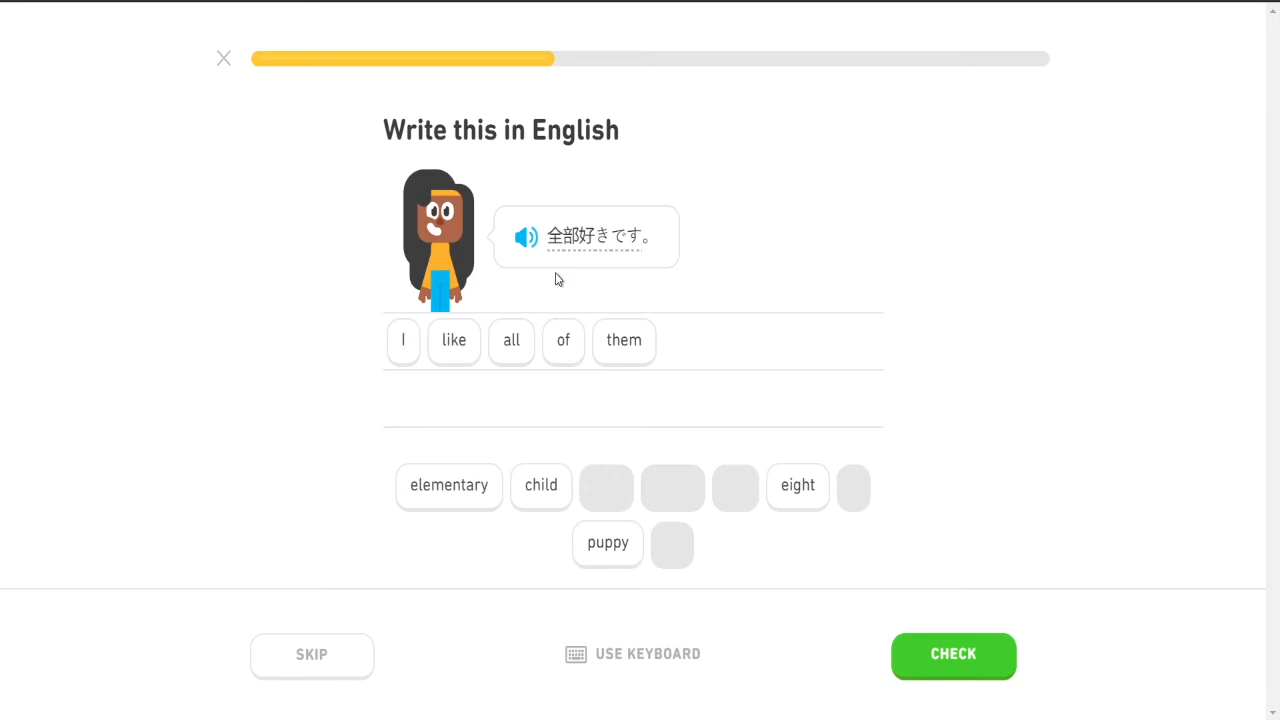 Write this in English
全部好きです。
I like all of them
elementary child eight
puppy
SKIP USE KEYBOARD CHECK